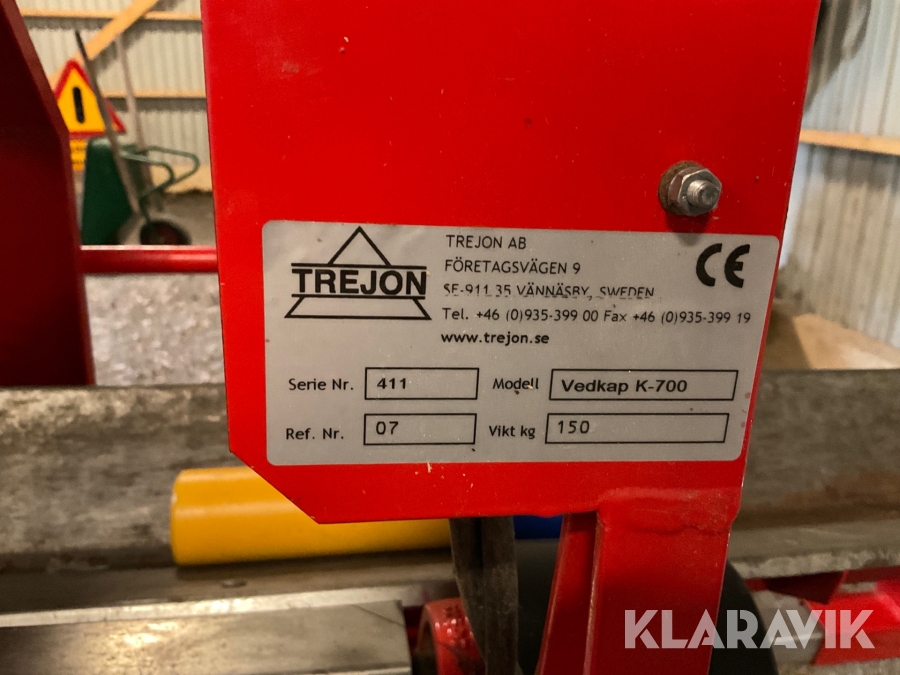 TREJON
TREJON AB
FÖRETAGSVÄGEN 9
SE-911 35 VÄNNÄSBY, SWEDEN
Tel. +46 (0)935-399 00 Fax +46 (0)935-399 19
www.trejon.se
CE
Serie Nr. 411 Modell Vedkap K-700
Ref. Nr. 07 Vikt kg 150
KLARAVIK